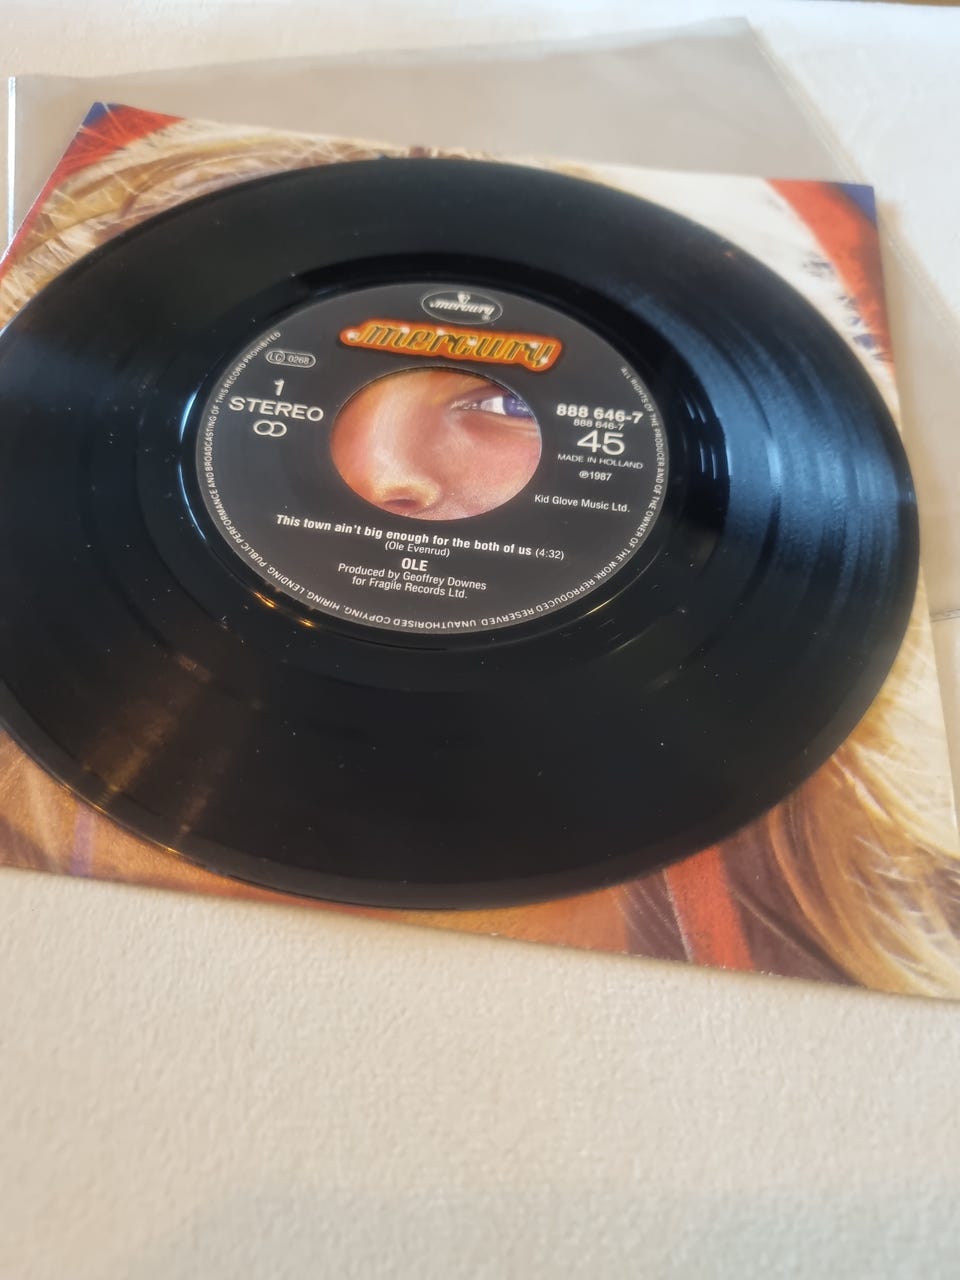 mercury
mercury
LC 0268
1
STEREO
888 646-7
888 646-7
45
MADE IN HOLLAND
℗1987
Kid Glove Music Ltd.
This town ain't big enough for the both of us (4:32)
(Ole Evenrud)
OLE
Produced by Geoffrey Downes
for Fragile Records Ltd.
ALL RIGHTS OF THE PRODUCER AND OF THE OWNER OF THE WORK REPRODUCED RESERVED. UNAUTHORISED COPYING, HIRING, LENDING, PUBLIC PERFORMANCE AND BROADCASTING OF THIS RECORD PROHIBITED